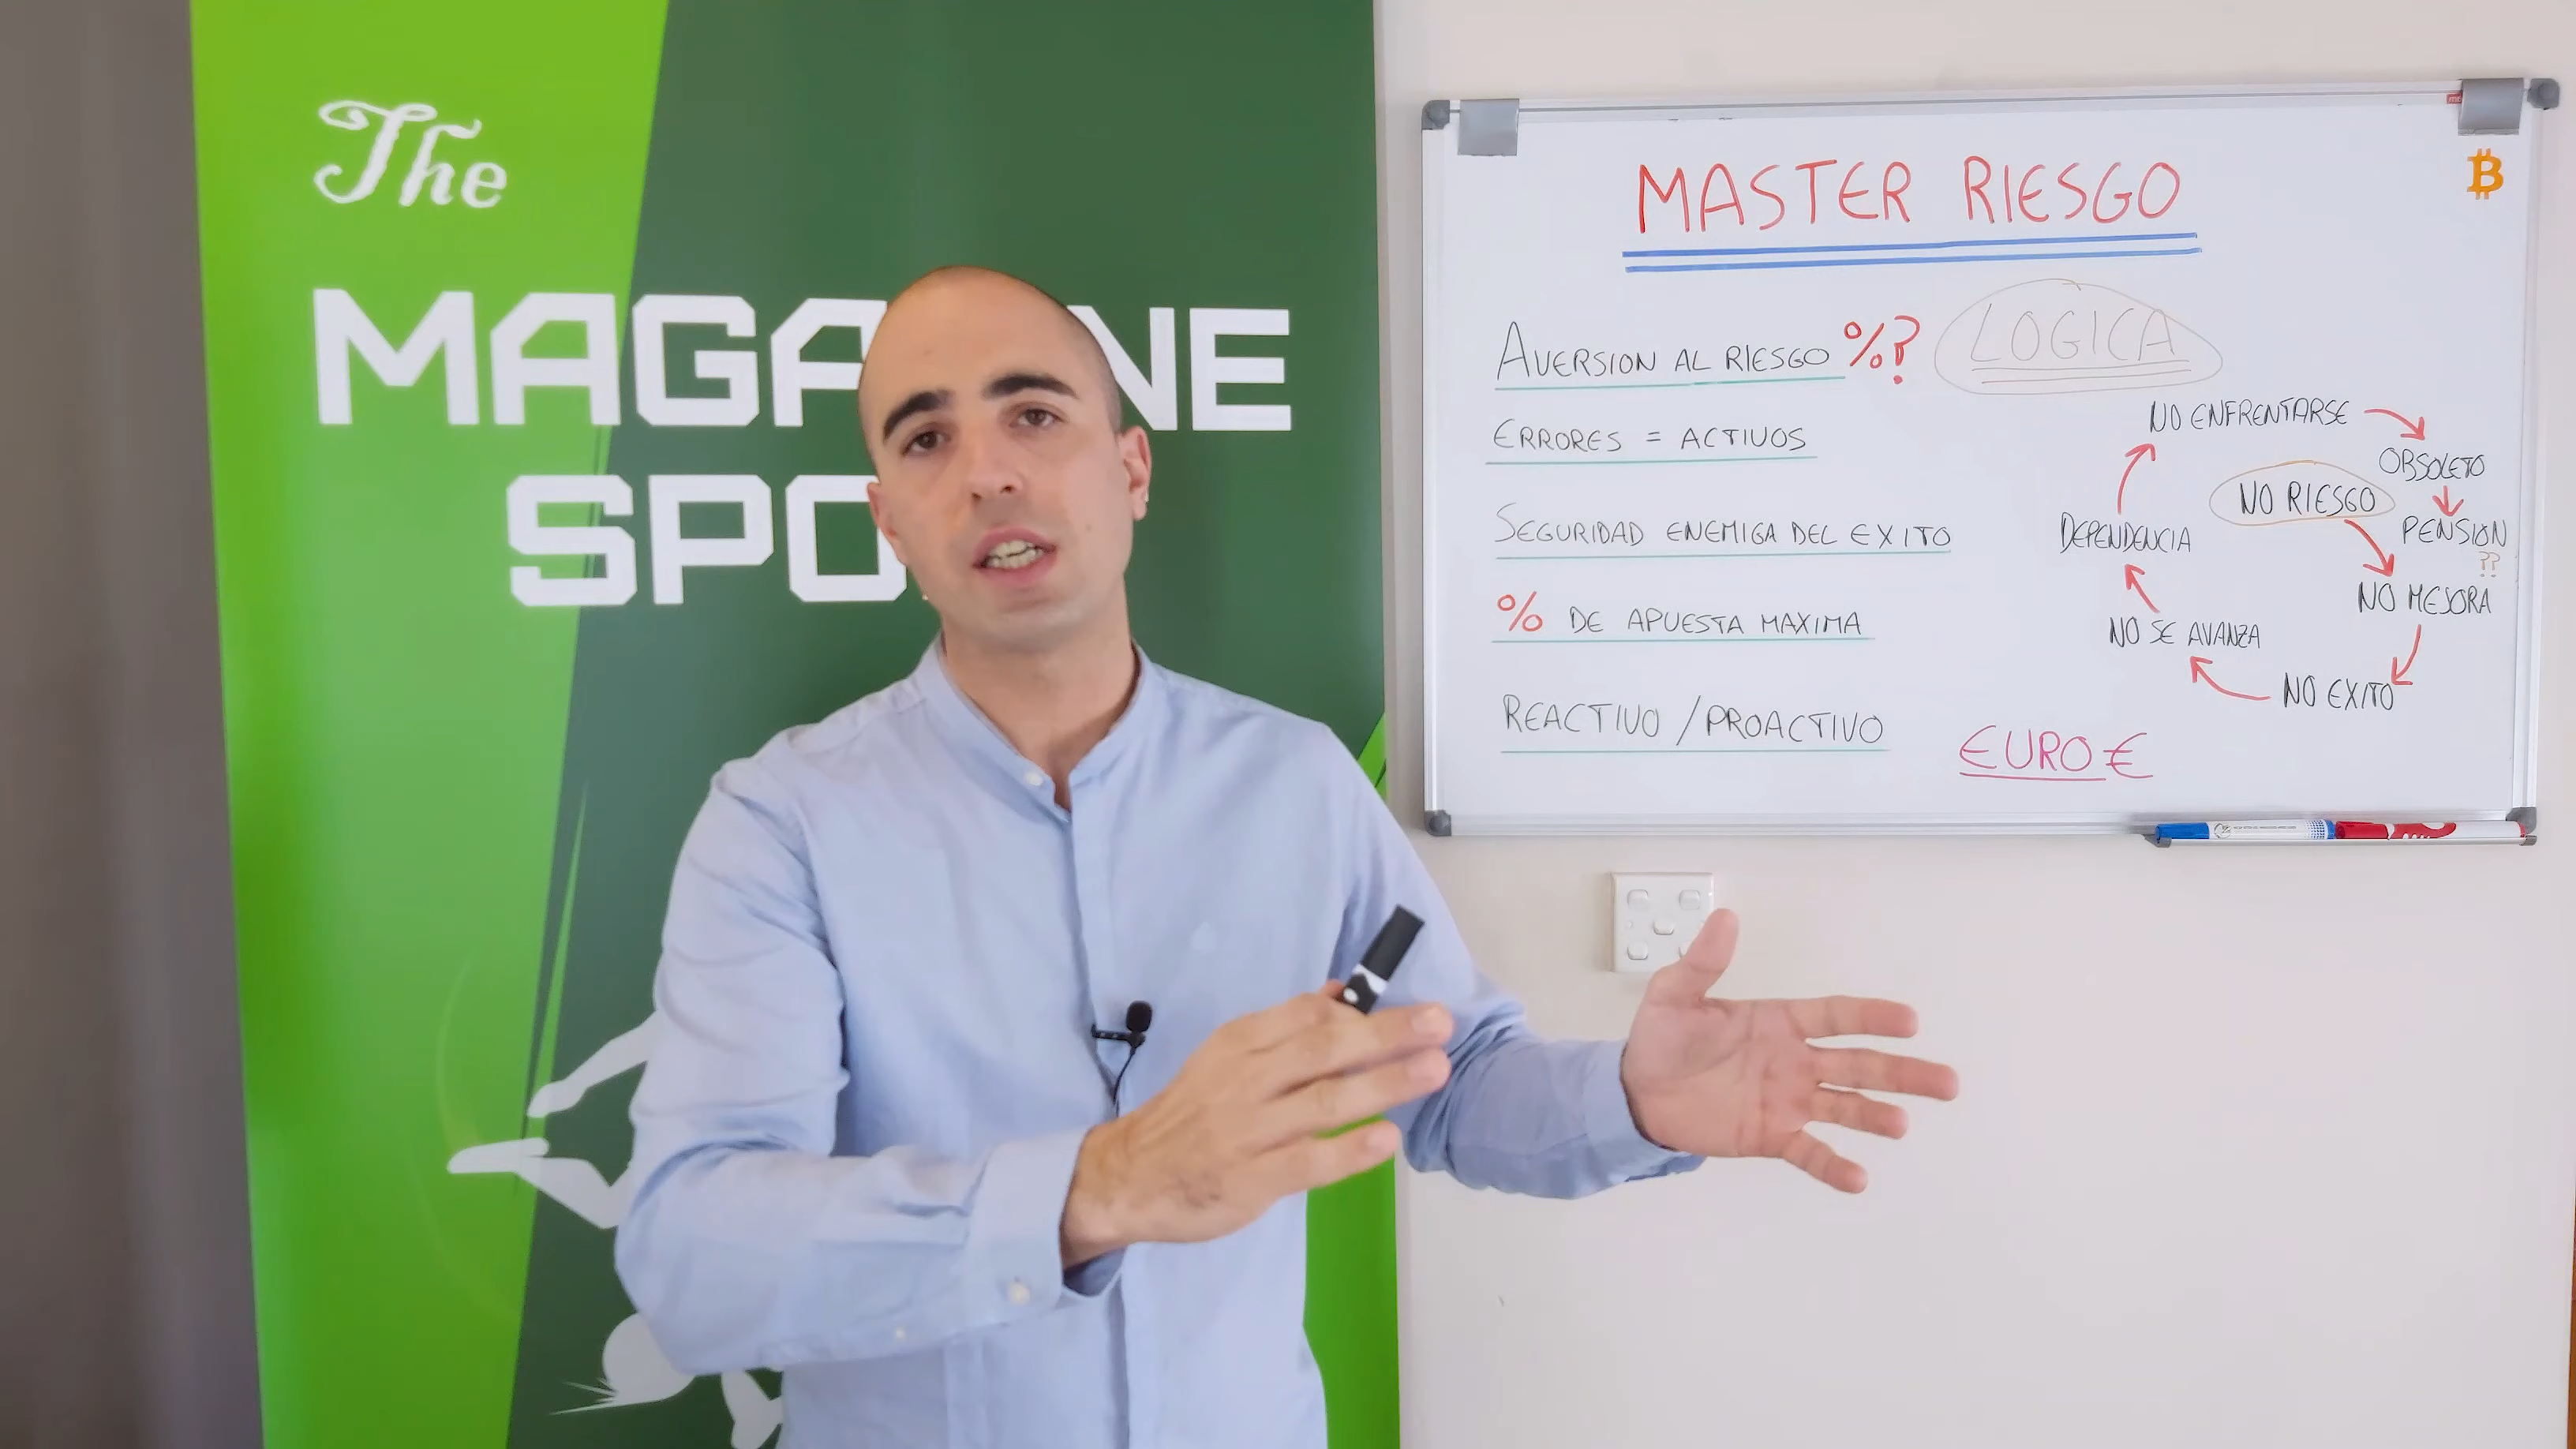 The
MAGA NE
SPO
MASTER RIESGO
AVERSION AL RIESGO %?
LOGICA
ERRORES = ACTIVOS
SEGURIDAD ENEMIGA DEL EXITO
% DE APUESTA MAXIMA
REACTIVO / PROACTIVO
NO ENFRENTARSE
OBSOLETO
NO RIESGO
PENSION
??
DEPENDENCIA
NO MEJORA
NO SE AVANZA
NO EXITO
EURO €